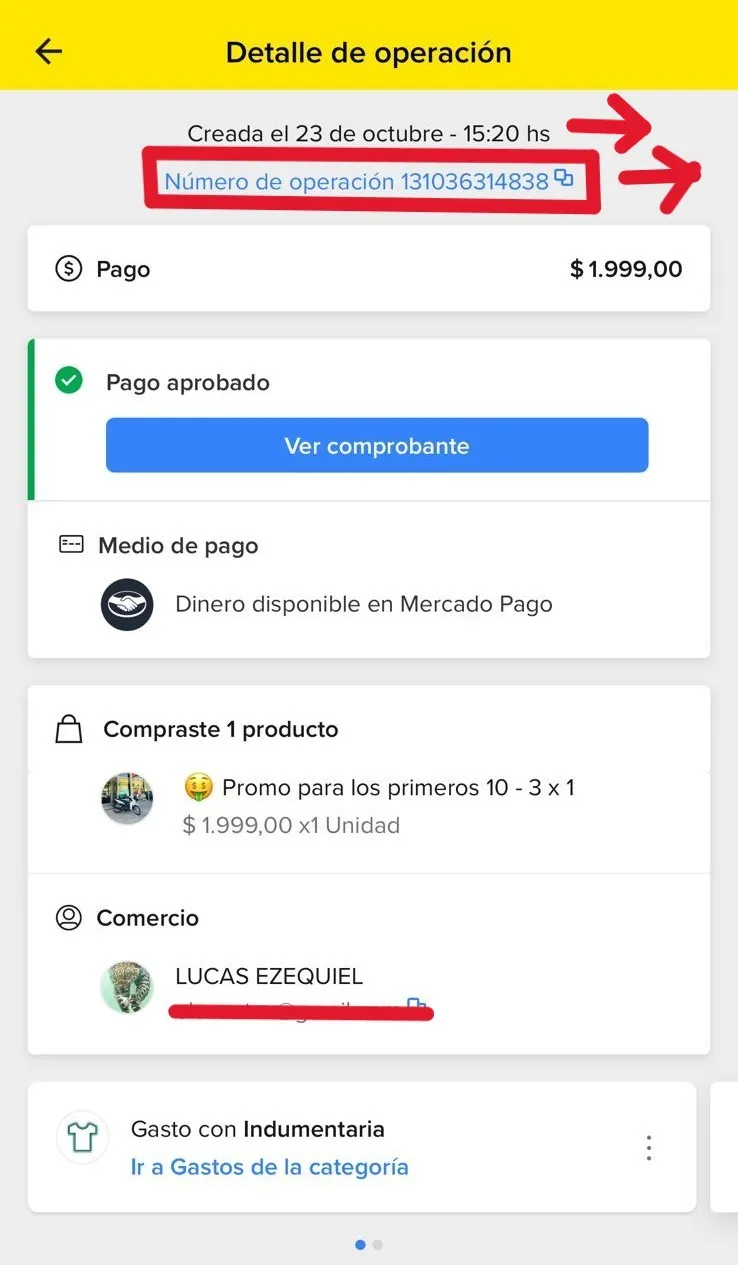 Detalle de operación
Creada el 23 de octubre - 15:20 hs
Número de operación 131036314838
Pago
$ 1.999,00
Pago aprobado
Ver comprobante
Medio de pago
Dinero disponible en Mercado Pago
Compraste 1 producto
🤑 Promo para los primeros 10 - 3 x 1
$ 1.999,00 x1 Unidad
Comercio
LUCAS EZEQUIEL
Gasto con Indumentaria
Ir a Gastos de la categoría